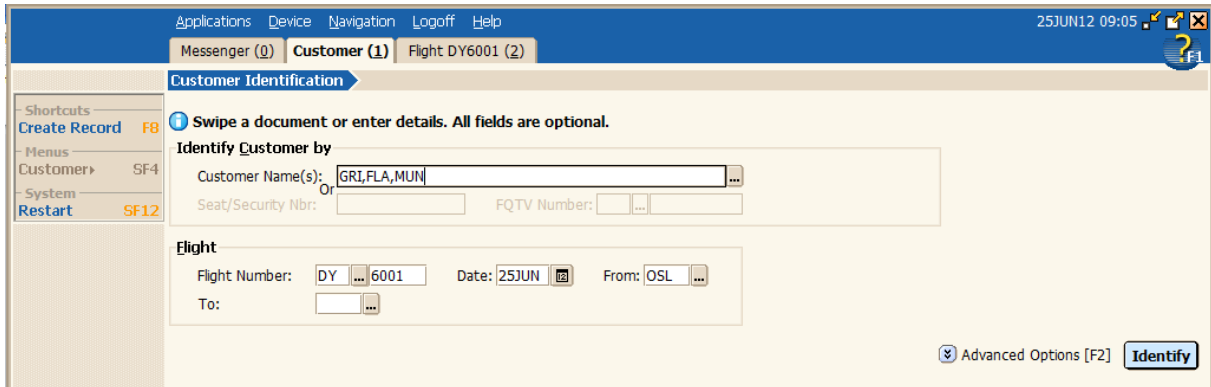 Applications Device Navigation Logoff Help 25JUN12 09:05
Messenger (0) Customer (1) Flight DY6001 (2) ? F1
Customer Identification
Shortcuts
Create Record F8
Menus
Customer SF4
System
Restart SF12
Swipe a document or enter details. All fields are optional.
Identify Customer by
Customer Name(s): GRI,FLA,MUN ...
Or
Seat/Security Nbr: FQTV Number: ...
Flight
Flight Number: DY ... 6001 Date: 25JUN 12 From: OSL ...
To: ...
Advanced Options [F2] Identify